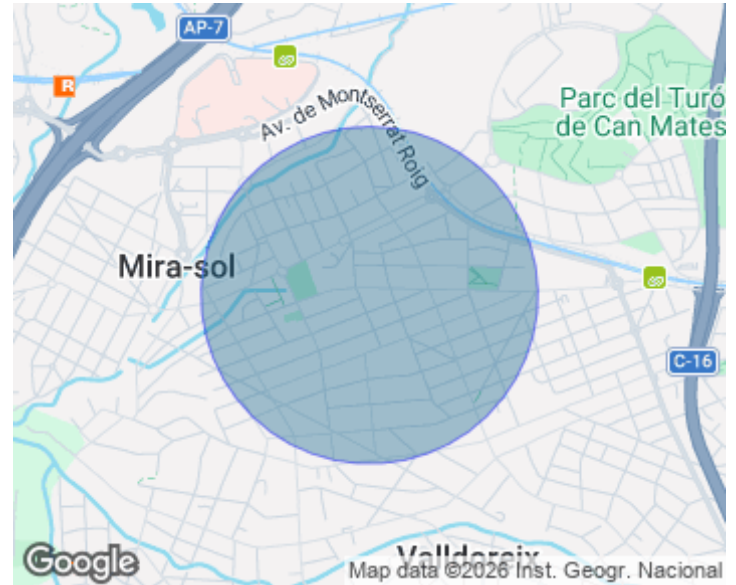 AP-7
R
Av. de Montserrat Roig
Parc del Turó
de Can Mates
Mira-sol
C-16
Valldoreix
Google
Map data ©2026 Inst. Geogr. Nacional